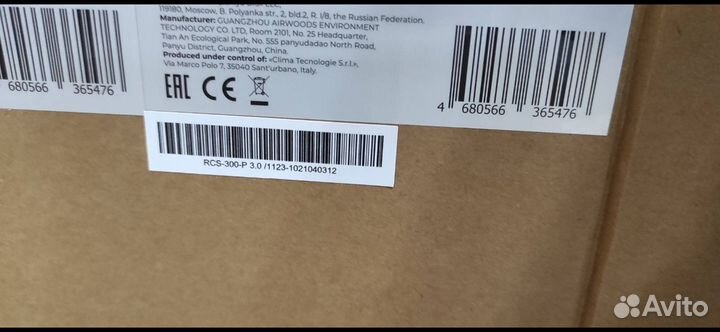 119180, Moscow, B. Polyanka str., 2, bld.2, R. I/8, the Russian Federation.
Manufacturer: GUANGZHOU AIRWOODS ENVIRONMENT
TECHNOLOGY CO. LTD, Room 2101, No. 25 Headquarter,
Tian An Ecological Park, No. 555 panyudadao North Road,
Panyu District, Guangzhou, China.
Produced under control of: «Clima Tecnologie S.r.l.»,
Via Marco Polo 7, 35040 Sant'urbano, Italy.
EAC CE
680566 365476
4 680566 365476
RCS-300-P 3.0 /1123-1021040312
Avito